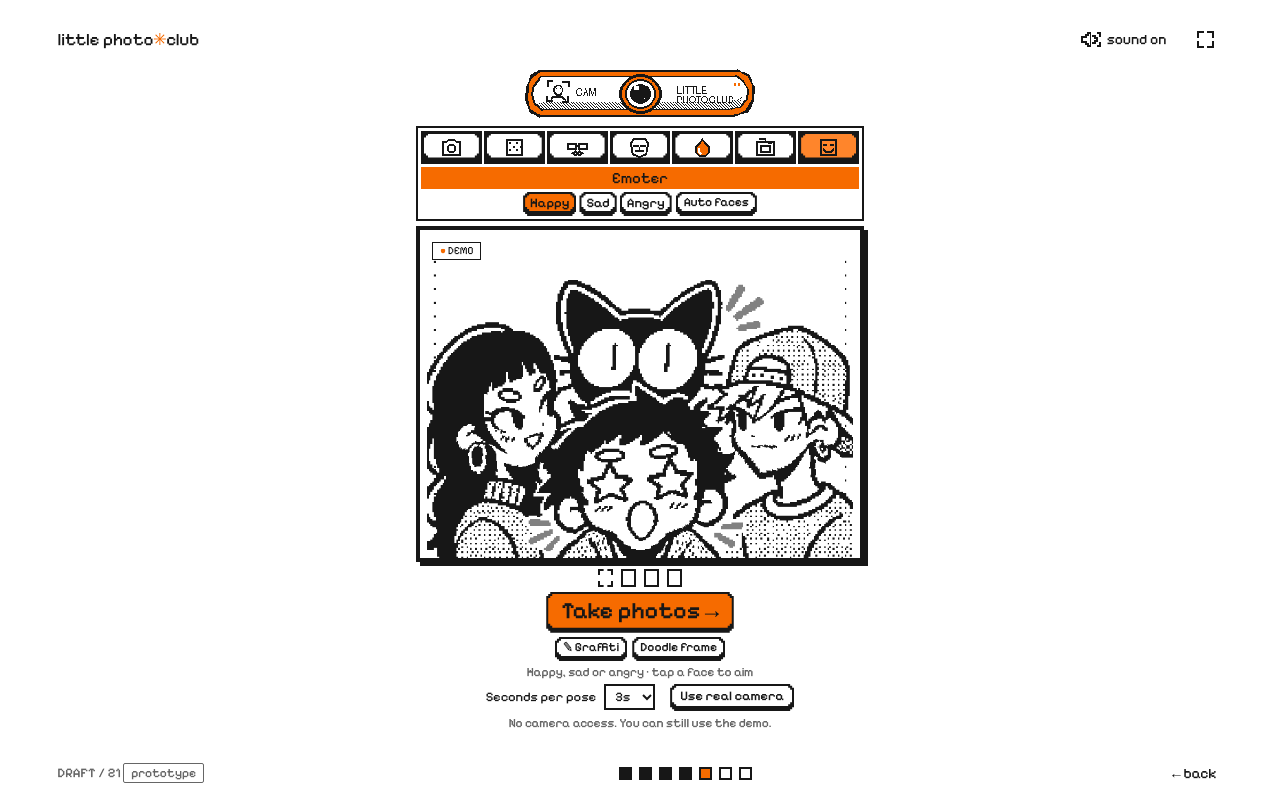 little photo✳club
sound on
CAM
LITTLE
PHOTOCLUB
Emoter
Happy Sad Angry Auto faces
DEMO
Take photos→
✎ Graffiti Doodle frame
Happy, sad or angry · tap a face to aim
Seconds per pose 3s Use real camera
No camera access. You can still use the demo.
DRAFT / 21 prototype
←back